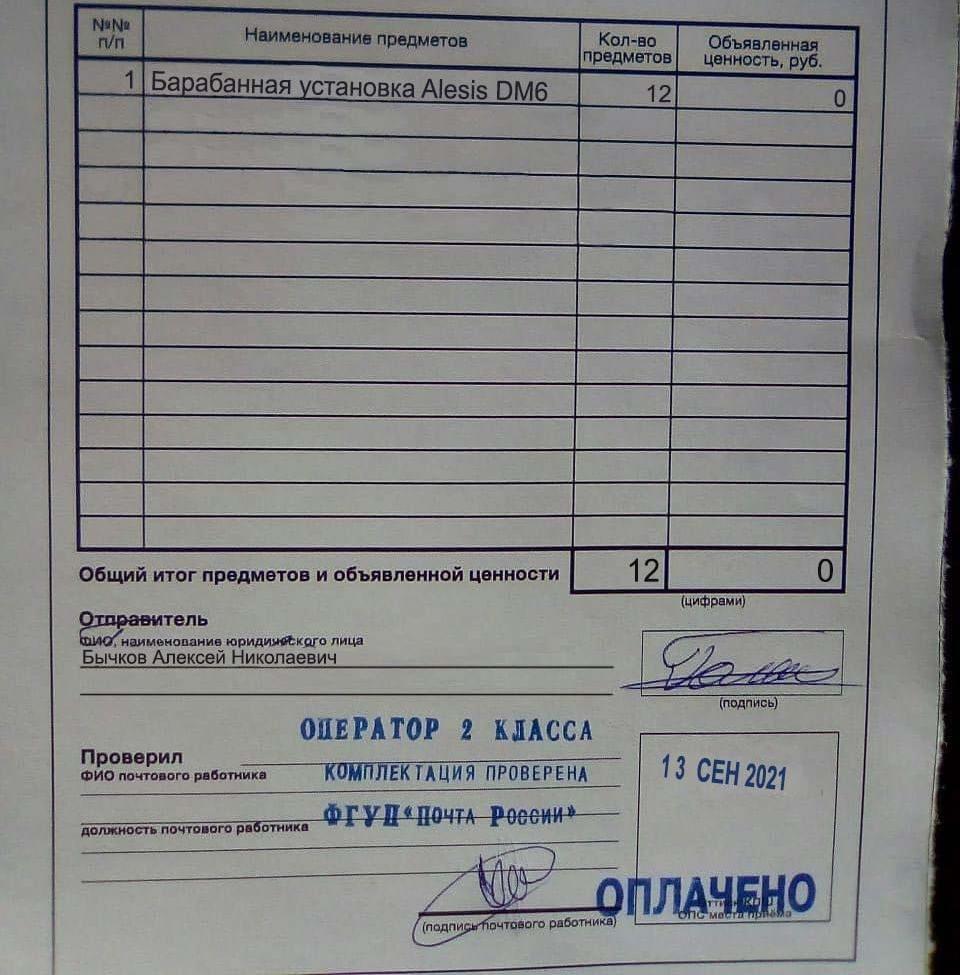 №№ п/п
Наименование предметов
Кол-во предметов
Объявленная ценность, руб.
1 Барабанная установка Alesis DM6 12 0
Общий итог предметов и объявленной ценности 12 0
(цифрами)
Отправитель
ФИО, наименование юридического лица
Бычков Алексей Николаевич
(подпись)
ОПЕРАТОР 2 КЛАССА
Проверил
ФИО почтового работника
КОМПЛЕКТАЦИЯ ПРОВЕРЕНА
13 СЕН 2021
ФГУП «ПОЧТА РОССИИ»
должность почтового работника
ОПЛАЧЕНО
ОПС места приёма
(подпись почтового работника)